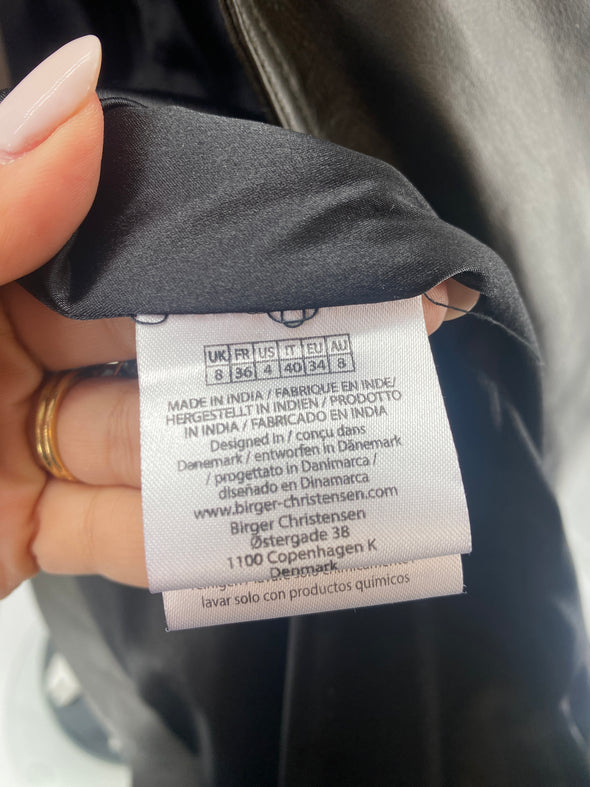 UK FR US IT EU AU
8 36 4 40 34 8
MADE IN INDIA / FABRIQUE EN INDE/
HERGESTELLT IN INDIEN / PRODOTTO
IN INDIA / FABRICADO EN INDIA
Designed in / conçu dans
Danemark / entworfen in Dänemark
/ progettato in Danimarca /
diseñado en Dinamarca
www.birger-christensen.com
Birger Christensen
Østergade 38
1100 Copenhagen K
Denmark
lavar solo con productos químicos